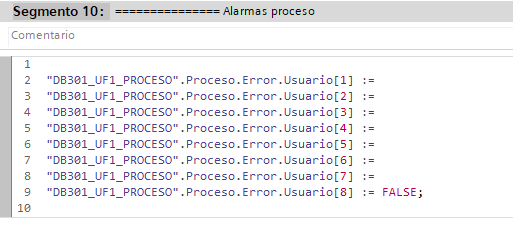 Segmento 10: =============== Alarmas proceso
Comentario
1
2 "DB301_UF1_PROCESO".Proceso.Error.Usuario[1] :=
3 "DB301_UF1_PROCESO".Proceso.Error.Usuario[2] :=
4 "DB301_UF1_PROCESO".Proceso.Error.Usuario[3] :=
5 "DB301_UF1_PROCESO".Proceso.Error.Usuario[4] :=
6 "DB301_UF1_PROCESO".Proceso.Error.Usuario[5] :=
7 "DB301_UF1_PROCESO".Proceso.Error.Usuario[6] :=
8 "DB301_UF1_PROCESO".Proceso.Error.Usuario[7] :=
9 "DB301_UF1_PROCESO".Proceso.Error.Usuario[8] := FALSE;
10